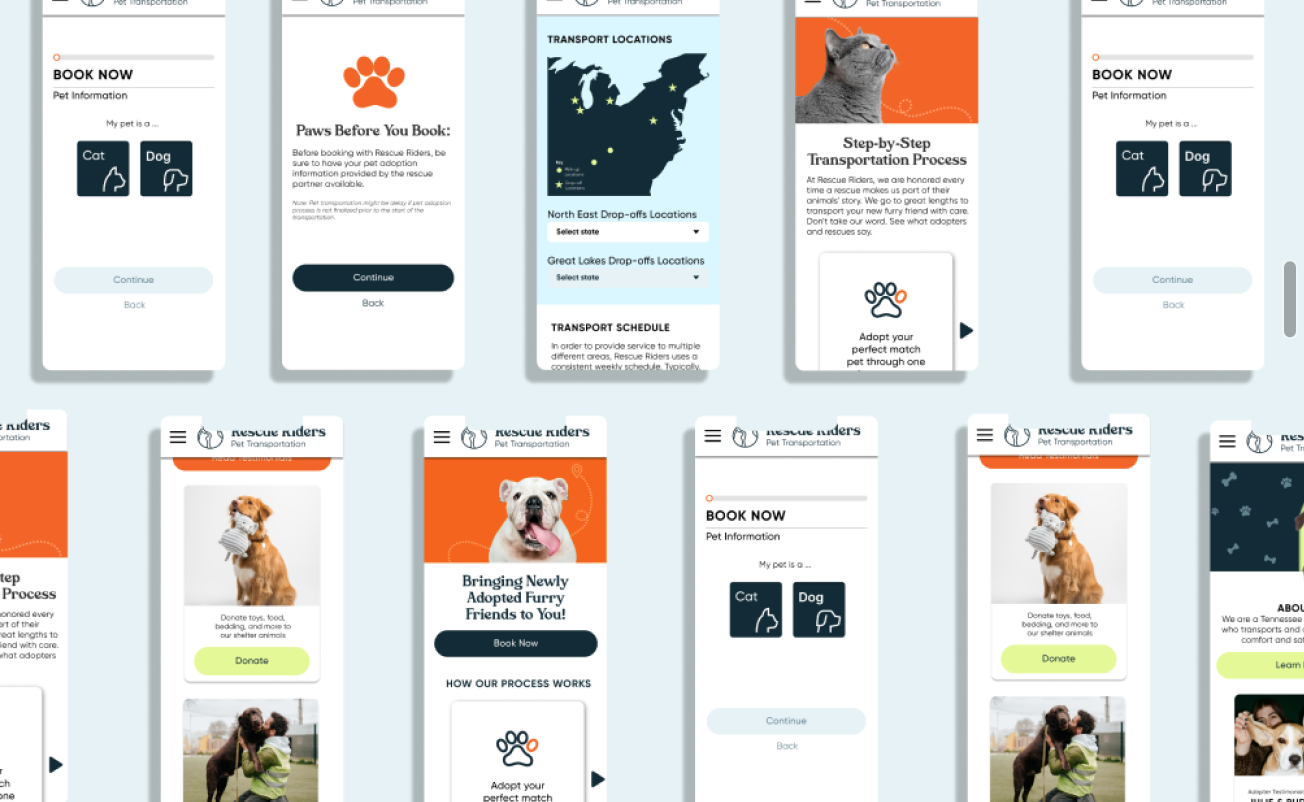 Pet Transportation
BOOK NOW
Pet Information
My pet is a ...
Cat
Dog
Continue
Back
Pet Transportation
Paws Before You Book:
Before booking with Rescue Riders, be
sure to have your pet adoption
information provided by the rescue
partner available.
Note: Pet transportation might be delay if pet adoption
process is not finalized prior to the start of the
transportation.
Continue
Back
Pet Transportation
TRANSPORT LOCATIONS
Key
Pick-up
Locations
Drop-off
Locations
North East Drop-offs Locations
Select state
Great Lakes Drop-offs Locations
Select state
TRANSPORT SCHEDULE
In order to provide service to multiple
different areas, Rescue Riders uses a
consistent weekly schedule. Typically,
Pet Transportation
Step-by-Step
Transportation Process
At Rescue Riders, we are honored every
time a rescue makes us part of their
animals' story. We go to great lengths to
transport your new furry friend with care.
Don't take our word. See what adopters
and rescues say.
Adopt your
perfect match
pet through one
Pet Transportation
BOOK NOW
Pet Information
My pet is a ...
Cat
Dog
Continue
Back
Riders
ortation
tep
Process
onored every
art of their
reat lengths to
iend with care.
what adopters
r
ch
one
Rescue Riders
Pet Transportation
Read Testimonials
Donate toys, food,
bedding, and more to
our shelter animals
Donate
Rescue Riders
Pet Transportation
Bringing Newly
Adopted Furry
Friends to You!
Book Now
HOW OUR PROCESS WORKS
Adopt your
perfect match
Rescue Riders
Pet Transportation
BOOK NOW
Pet Information
My pet is a ...
Cat
Dog
Continue
Back
Rescue Riders
Pet Transportation
Read Testimonials
Donate toys, food,
bedding, and more to
our shelter animals
Donate
Res
Pet Tr
ABOU
We are a Tennessee
who transports and
comfort and saf
Learn
Adopter Testimonial